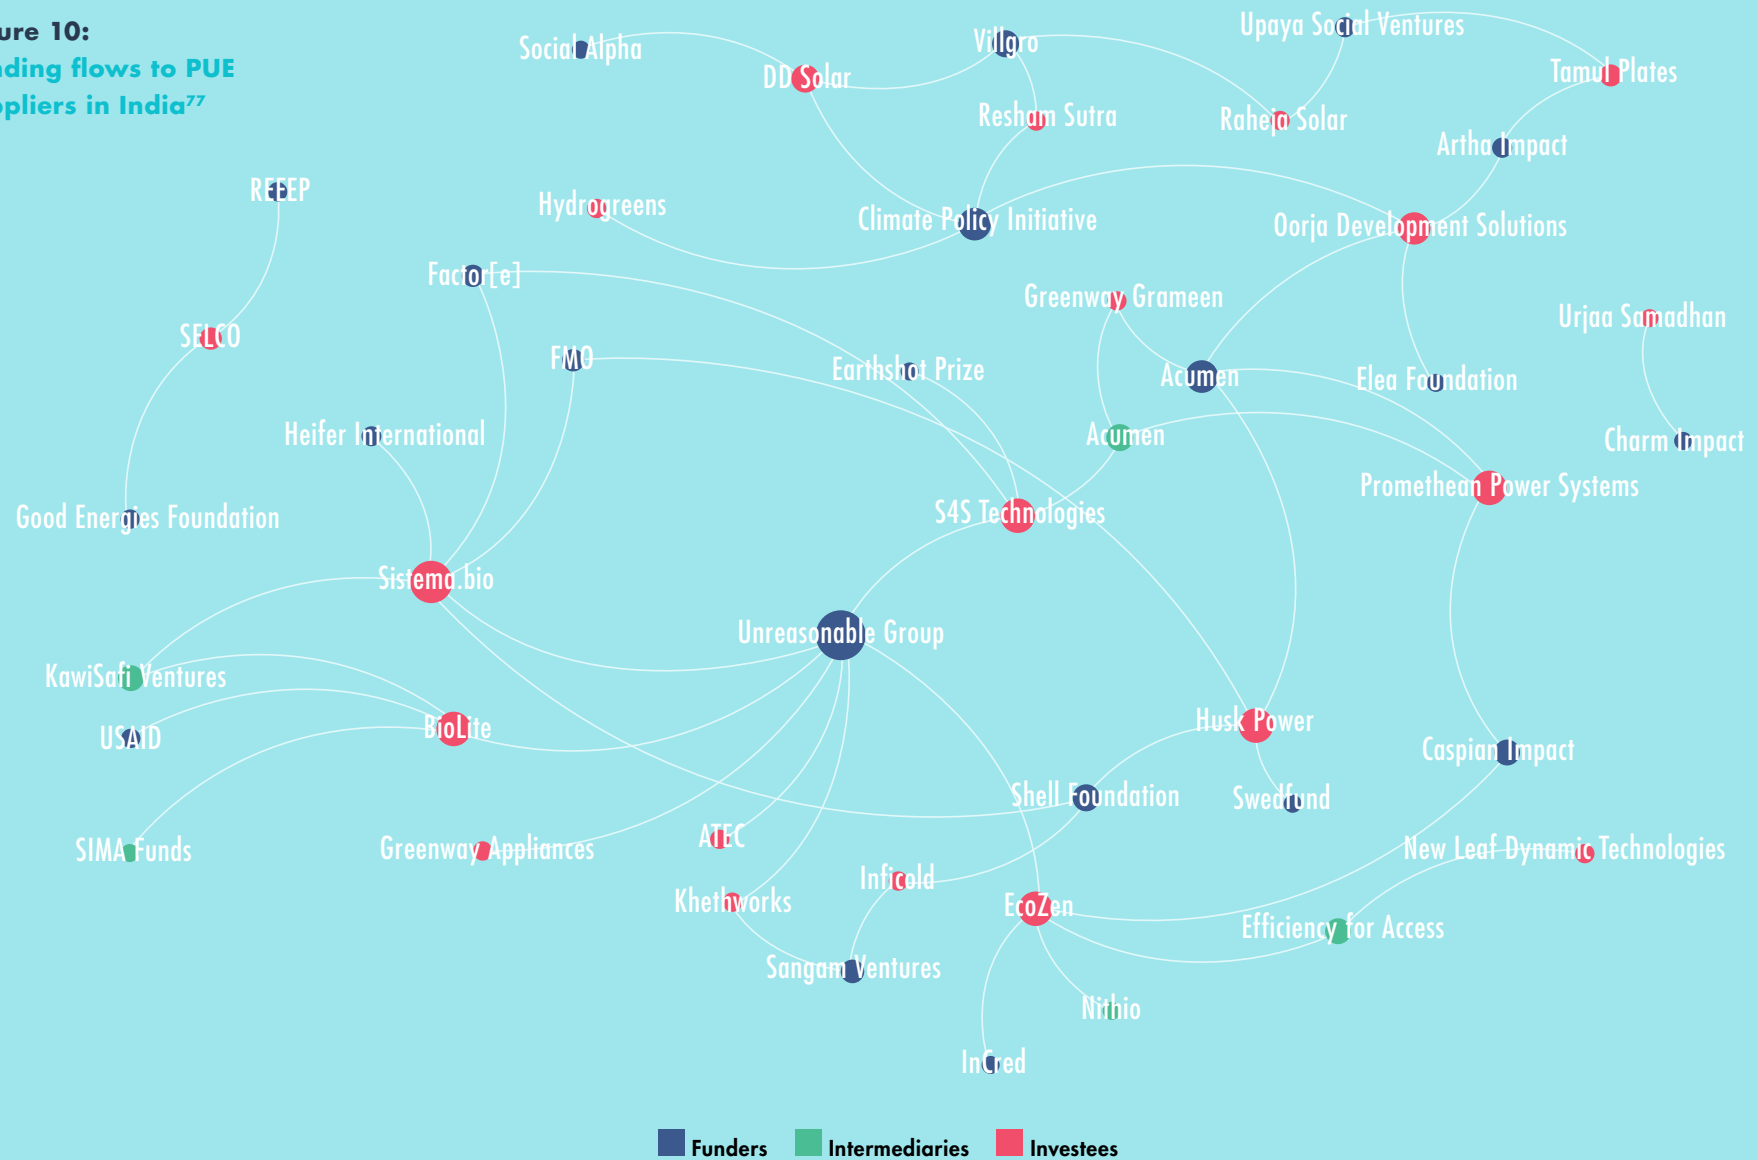 ure 10:
nding flows to PUE
ppliers in India77
Social Alpha
DD Solar
Villgro
Upaya Social Ventures
Tamul Plates
Resham Sutra
Raheja Solar
Artha Impact
REEEP
Hydrogreens
Climate Policy Initiative
Oorja Development Solutions
Factor[e]
Greenway Grameen
Urjaa Samadhan
SELCO
FMO
Earthshot Prize
Acumen
Elea Foundation
Heifer International
Acumen
Charm Impact
Promethean Power Systems
Good Energies Foundation
S4S Technologies
Sistema.bio
Unreasonable Group
KawiSafi Ventures
USAID
BioLite
Husk Power
Caspian Impact
Shell Foundation
Swedfund
SIMA Funds
Greenway Appliances
ATEC
New Leaf Dynamic Technologies
Inficold
Khethworks
EcoZen
Efficiency for Access
Sangam Ventures
Nithio
InCred
Funders
Intermediaries
Investees